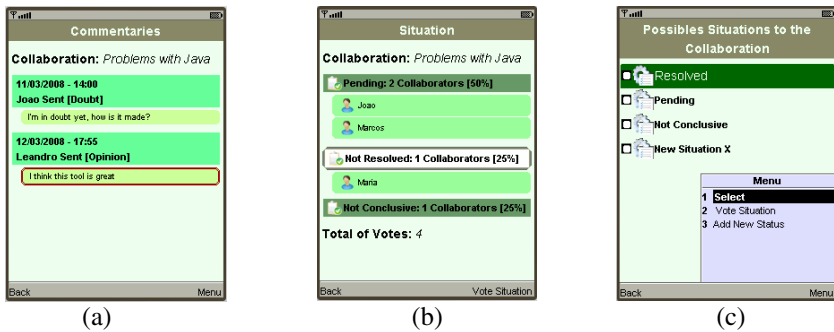 Commentaries
Collaboration: Problems with Java
11/03/2008 - 14:00
Joao Sent [Doubt]
I'm in doubt yet, how is it made?
12/03/2008 - 17:55
Leandro Sent [Opinion]
I think this tool is great
Back Menu
(a)
Situation
Collaboration: Problems with Java
Pending: 2 Collaborators [50%]
Joao
Marcos
Not Resolved: 1 Collaborators [25%]
Maria
Not Conclusive: 1 Collaborators [25%]
Total of Votes: 4
Back Vote Situation
(b)
Possibles Situations to the
Collaboration
Resolved
Pending
Not Conclusive
New Situation X
Menu
1 Select
2 Vote Situation
3 Add New Status
Back Menu
(c)